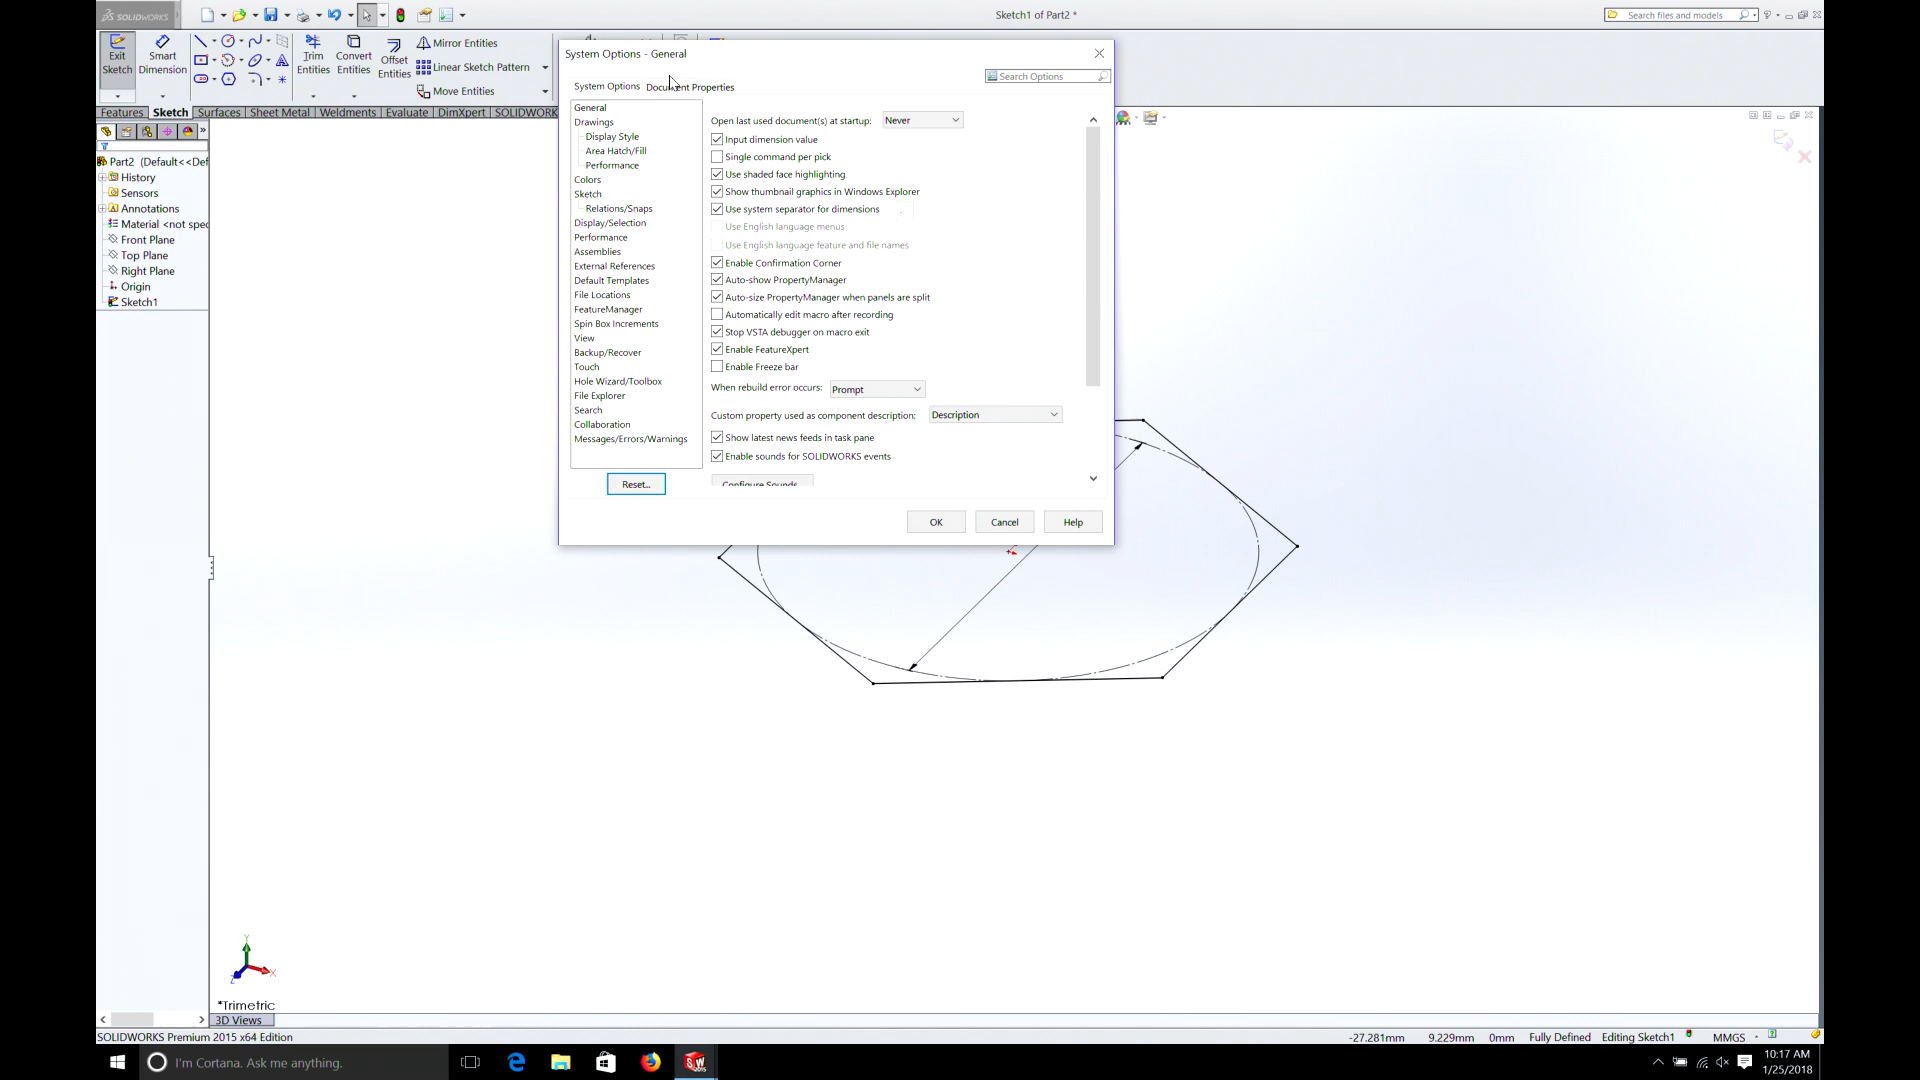 SOLIDWORKS
Sketch1 of Part2 *
Search files and models
Exit Sketch
Smart Dimension
Trim Entities
Convert Entities
Offset Entities
Mirror Entities
Linear Sketch Pattern
Move Entities
Features Sketch Surfaces Sheet Metal Weldments Evaluate DimXpert SOLIDWORK
Part2 (Default<<Def
History
Sensors
Annotations
Material <not spec
Front Plane
Top Plane
Right Plane
Origin
Sketch1
System Options - General
Search Options
System Options Document Properties
General
Drawings
Display Style
Area Hatch/Fill
Performance
Colors
Sketch
Relations/Snaps
Display/Selection
Performance
Assemblies
External References
Default Templates
File Locations
FeatureManager
Spin Box Increments
View
Backup/Recover
Touch
Hole Wizard/Toolbox
File Explorer
Search
Collaboration
Messages/Errors/Warnings
Reset...
Open last used document(s) at startup: Never
Input dimension value
Single command per pick
Use shaded face highlighting
Show thumbnail graphics in Windows Explorer
Use system separator for dimensions .
Use English language menus
Use English language feature and file names
Enable Confirmation Corner
Auto-show PropertyManager
Auto-size PropertyManager when panels are split
Automatically edit macro after recording
Stop VSTA debugger on macro exit
Enable FeatureXpert
Enable Freeze bar
When rebuild error occurs: Prompt
Custom property used as component description: Description
Show latest news feeds in task pane
Enable sounds for SOLIDWORKS events
Configure Sounds
OK Cancel Help
Y
X
Z
*Trimetric
3D Views
SOLIDWORKS Premium 2015 x64 Edition
-27.281mm 9.229mm 0mm Fully Defined Editing Sketch1 MMGS
I'm Cortana. Ask me anything.
10:17 AM
1/25/2018